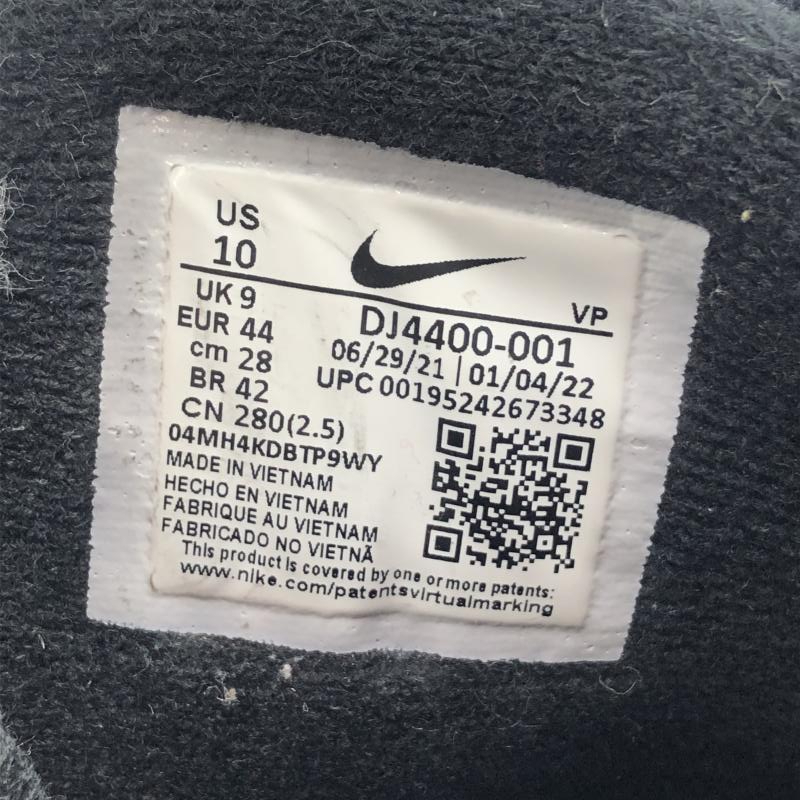 US
10
VP
UK 9
EUR 44
cm 28
BR 42
CN 280(2.5)
DJ4400-001
06/29/21 | 01/04/22
UPC 00195242673348
04MH4KDBTP9WY
MADE IN VIETNAM
HECHO EN VIETNAM
FABRIQUE AU VIETNAM
FABRICADO NO VIETNÃ
This product is covered by one or more patents:
www.nike.com/patentsvirtualmarking